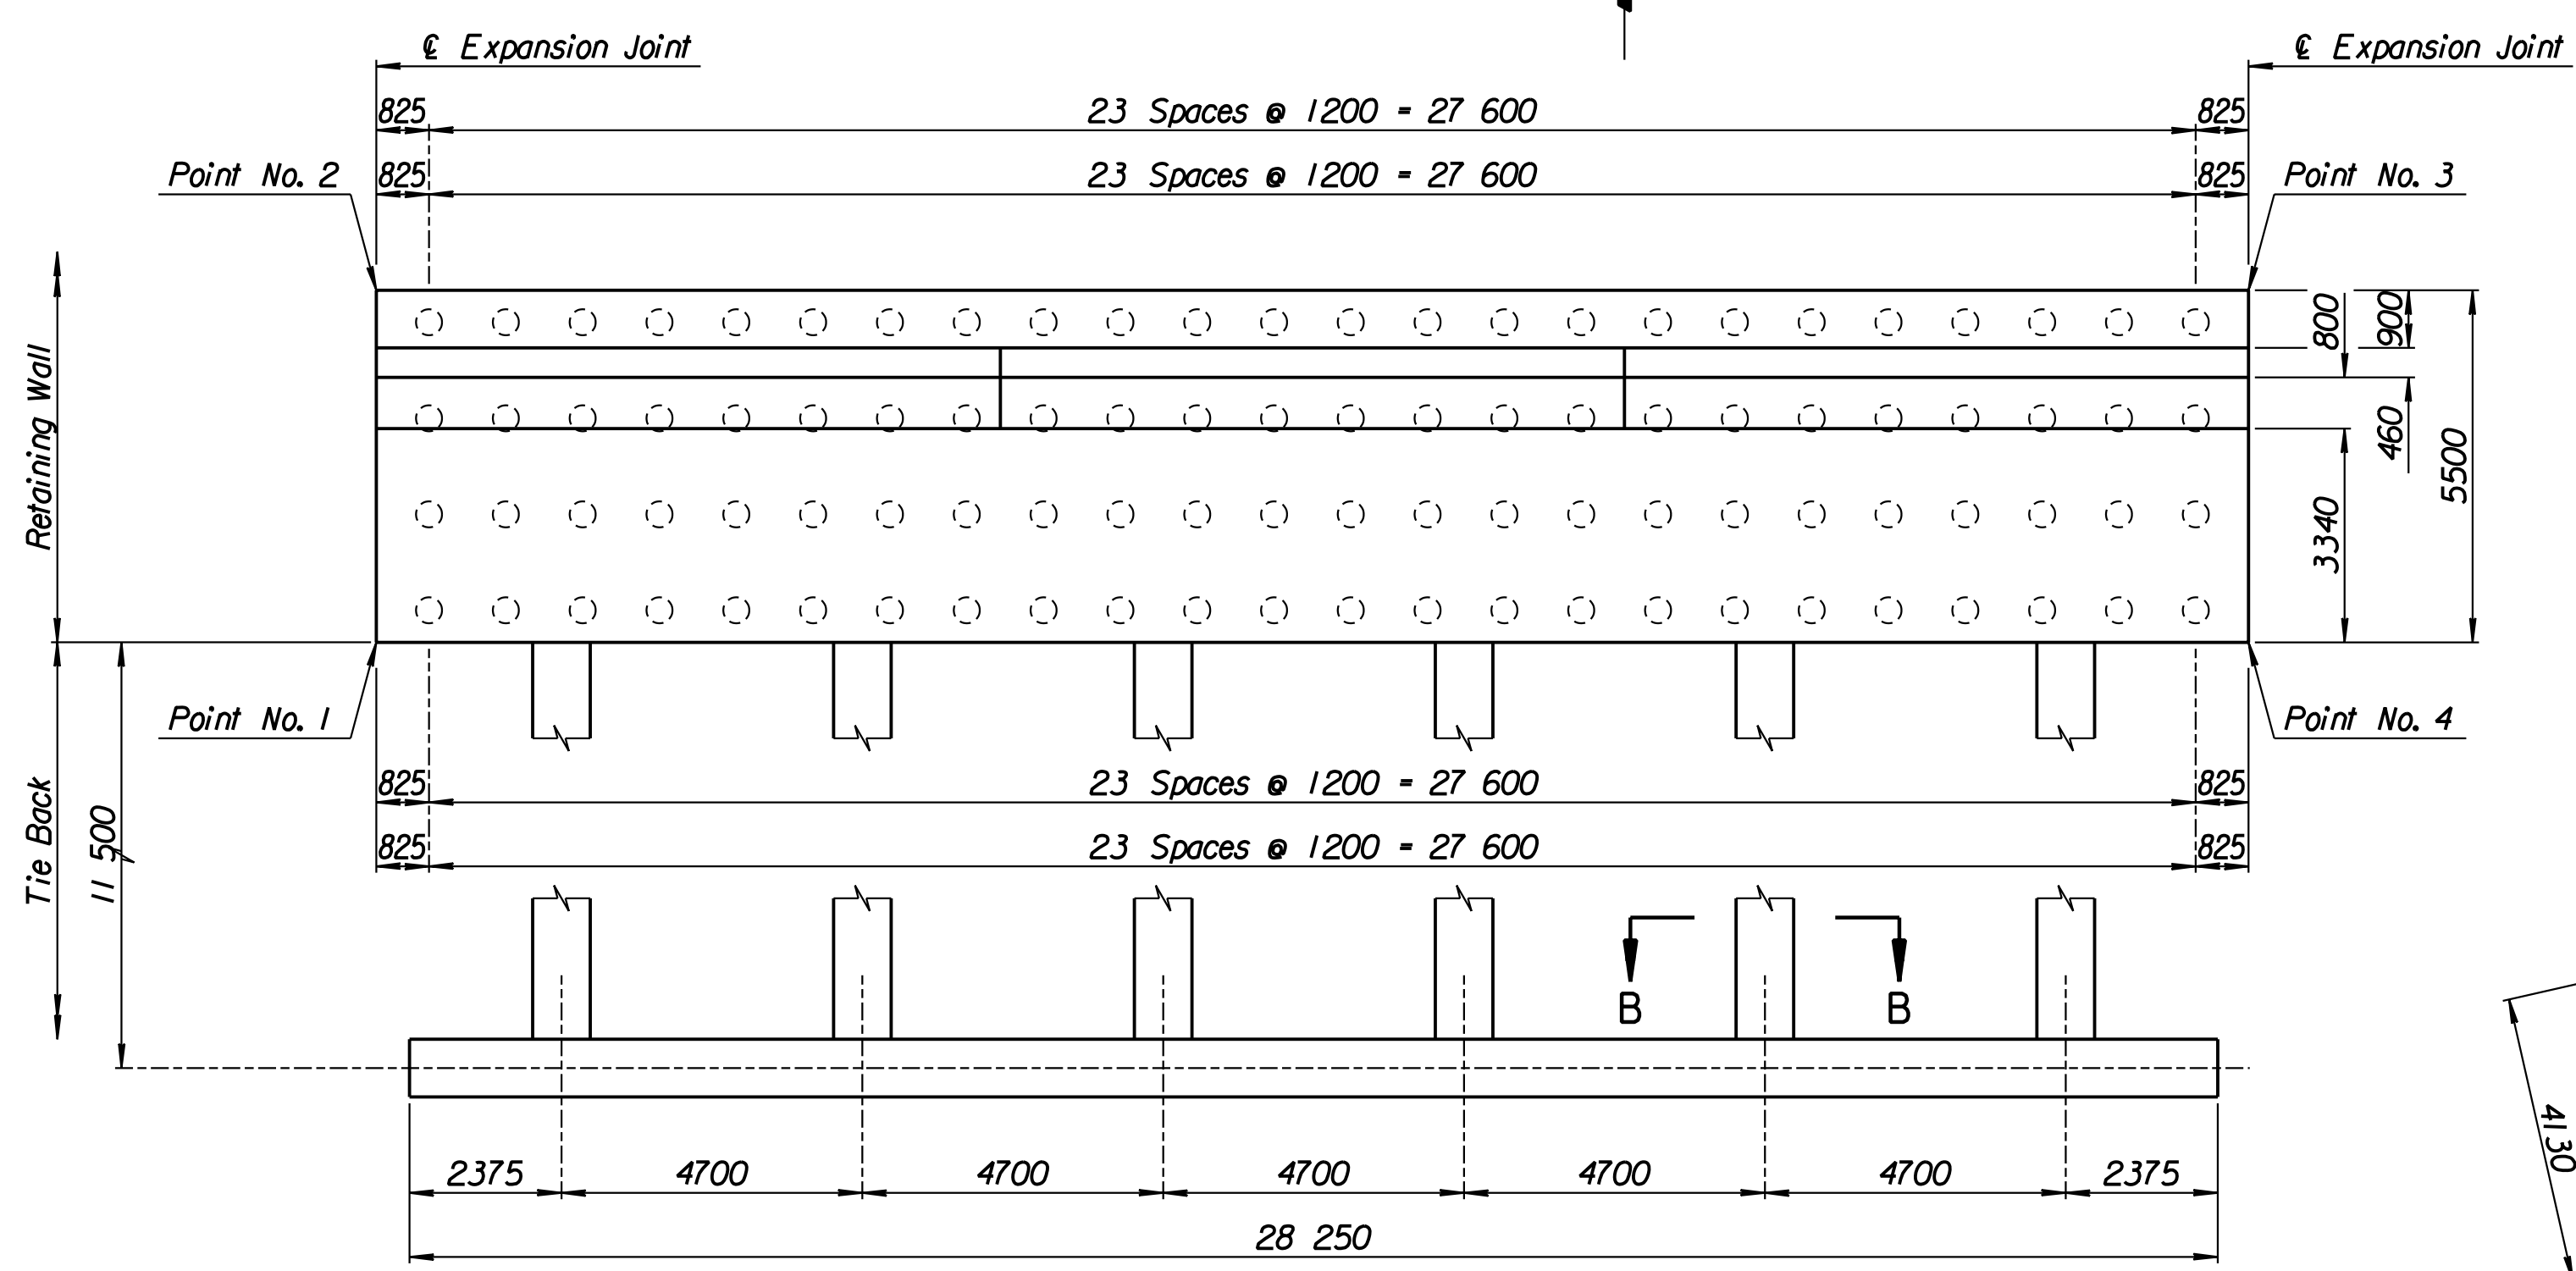 ℄ Expansion Joint
℄ Expansion Joint
825
23 Spaces @ 1200 = 27 600
825
Point No. 2
825
23 Spaces @ 1200 = 27 600
825
Point No. 3
800
900
Retaining Wall
460
5500
3340
Point No. 1
Point No. 4
825
23 Spaces @ 1200 = 27 600
825
Tie Back
11 500
825
23 Spaces @ 1200 = 27 600
825
B
B
4130
2375
4700
4700
4700
4700
4700
2375
28 250